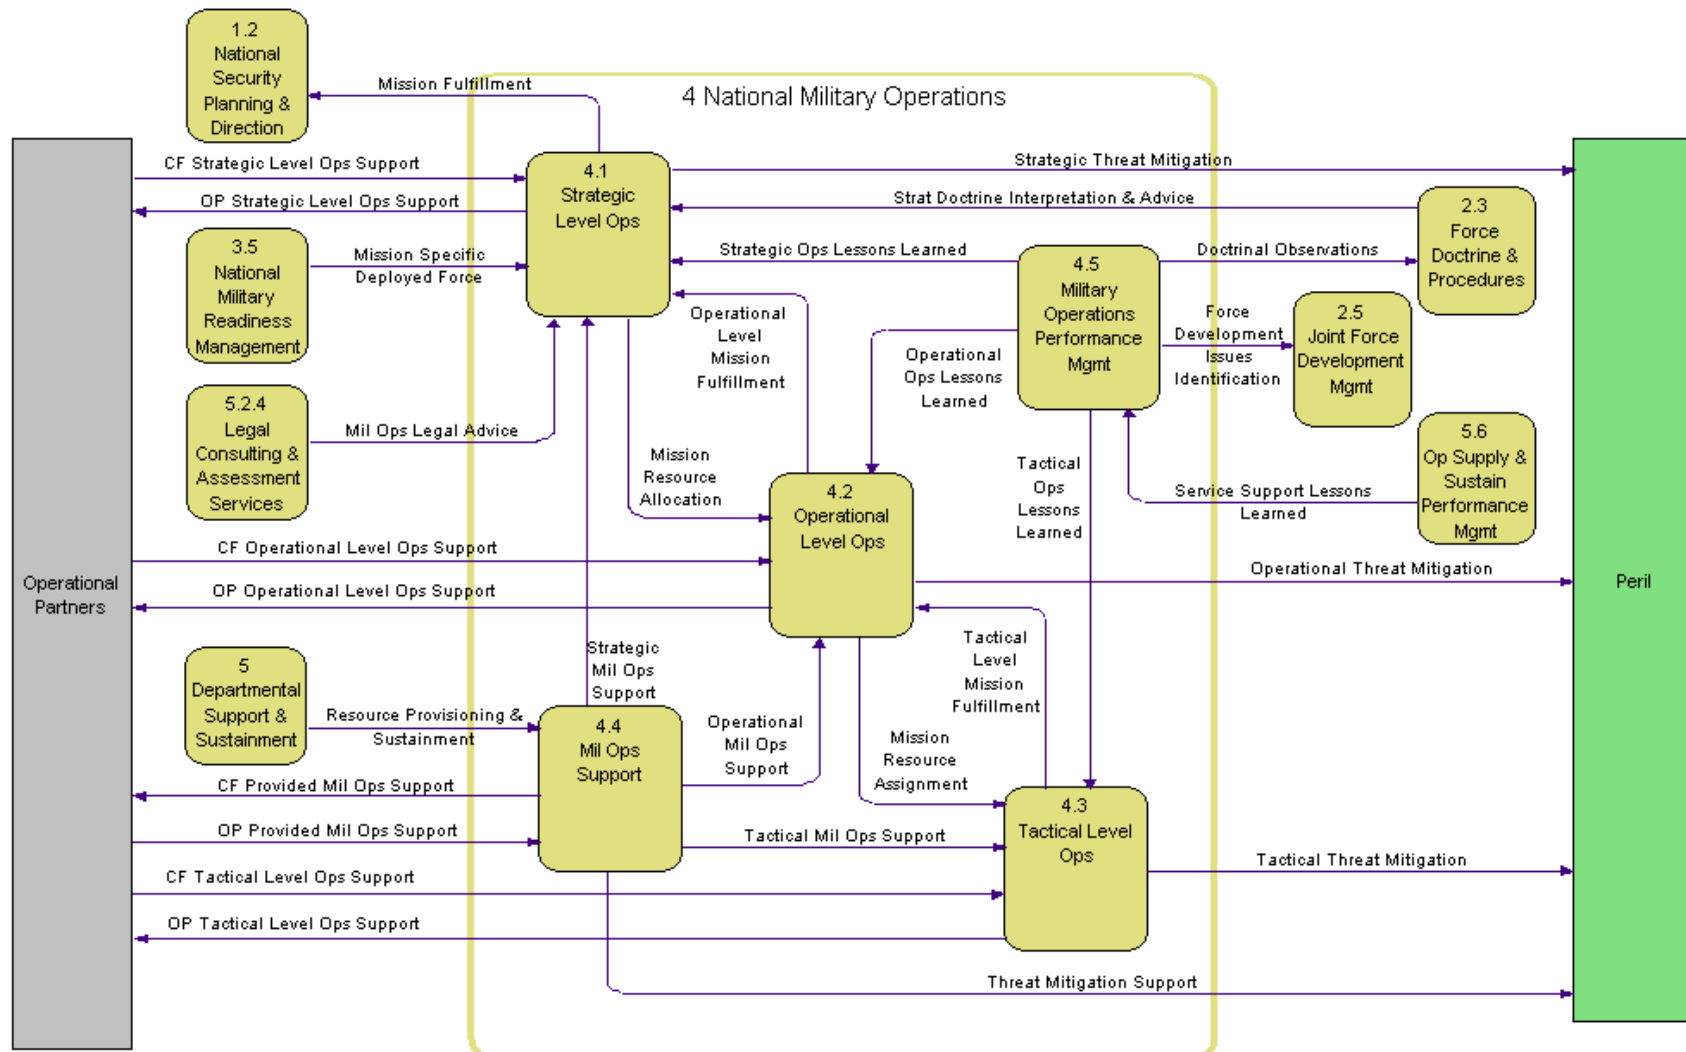 1.2
National
Security
Planning &
Direction
Mission Fulfillment
4 National Military Operations
CF Strategic Level Ops Support
OP Strategic Level Ops Support
4.1
Strategic
Level Ops
Strategic Threat Mitigation
Strat Doctrine Interpretation & Advice
2.3
Force
Doctrine &
Procedures
3.5
National
Military
Readiness
Management
Mission Specific
Deployed Force
Strategic Ops Lessons Learned
4.5
Military
Operations
Performance
Mgmt
Doctrinal Observations
Force
Development
Issues
Identification
2.5
Joint Force
Development
Mgmt
Operational
Level
Mission
Fulfillment
Operational
Ops Lessons
Learned
5.2.4
Legal
Consulting &
Assessment
Services
Mil Ops Legal Advice
Mission
Resource
Allocation
4.2
Operational
Level Ops
Tactical
Ops
Lessons
Learned
Service Support Lessons
Learned
5.6
Op Supply &
Sustain
Performance
Mgmt
CF Operational Level Ops Support
OP Operational Level Ops Support
Operational Threat Mitigation
Operational
Partners
Peril
5
Departmental
Support &
Sustainment
Resource Provisioning &
Sustainment
Strategic
Mil Ops
Support
4.4
Mil Ops
Support
Operational
Mil Ops
Support
Tactical
Level
Mission
Fulfillment
Mission
Resource
Assignment
CF Provided Mil Ops Support
OP Provided Mil Ops Support
Tactical Mil Ops Support
4.3
Tactical Level
Ops
Tactical Threat Mitigation
CF Tactical Level Ops Support
OP Tactical Level Ops Support
Threat Mitigation Support